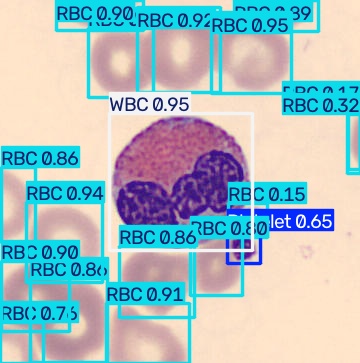 RBC 0.90
RBC 0.92
RBC 0.95
WBC 0.95
RBC 0.32
RBC 0.86
RBC 0.94
RBC 0.15
let 0.65
RBC 0.80
RBC 0.86
RBC 0.90
RBC 0.86
RBC 0.91
RBC 0.76